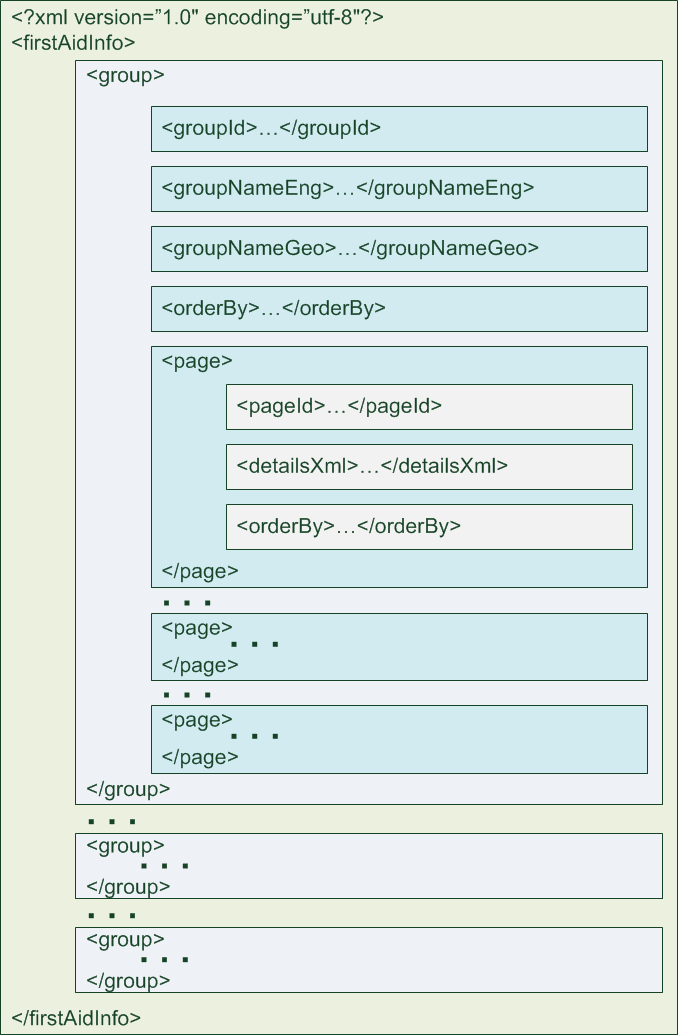 <?xml version=”1.0" encoding=”utf-8"?>
<firstAidInfo>
<group>
<groupId>…</groupId>
<groupNameEng>…</groupNameEng>
<groupNameGeo>…</groupNameGeo>
<orderBy>…</orderBy>
<page>
<pageId>…</pageId>
<detailsXml>…</detailsXml>
<orderBy>…</orderBy>
</page>
. . .
<page>
. . .
</page>
. . .
<page>
. . .
</page>
</group>
. . .
<group>
. . .
</group>
. . .
<group>
. . .
</group>
</firstAidInfo>